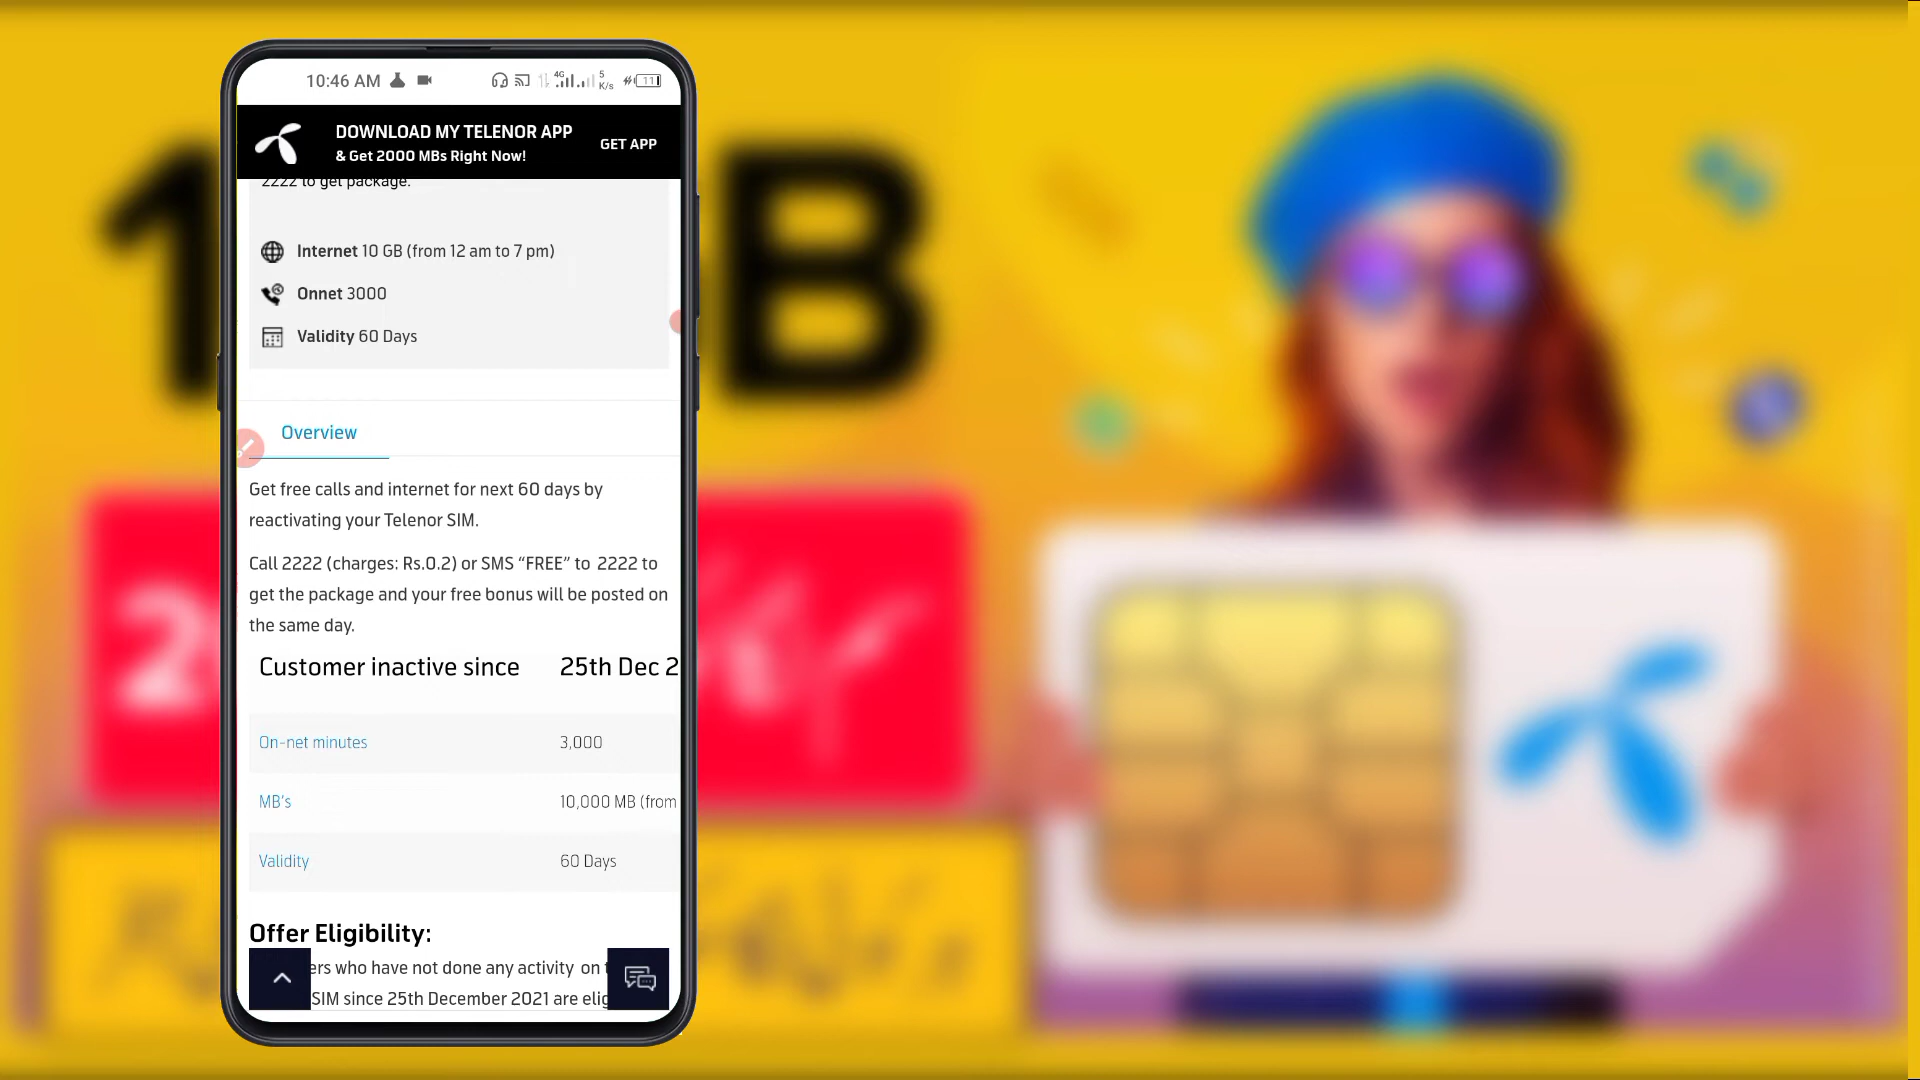 10:46 AM
4G
5
K/s
11
DOWNLOAD MY TELENOR APP
& Get 2000 MBs Right Now!
GET APP
2222 to get package.
Internet 10 GB (from 12 am to 7 pm)
Onnet 3000
Validity 60 Days
Overview
Get free calls and internet for next 60 days by
reactivating your Telenor SIM.
Call 2222 (charges: Rs.0.2) or SMS “FREE” to 2222 to
get the package and your free bonus will be posted on
the same day.
Customer inactive since 25th Dec 2
On-net minutes 3,000
MB's 10,000 MB (from
Validity 60 Days
Offer Eligibility:
ers who have not done any activity on t
SIM since 25th December 2021 are elig